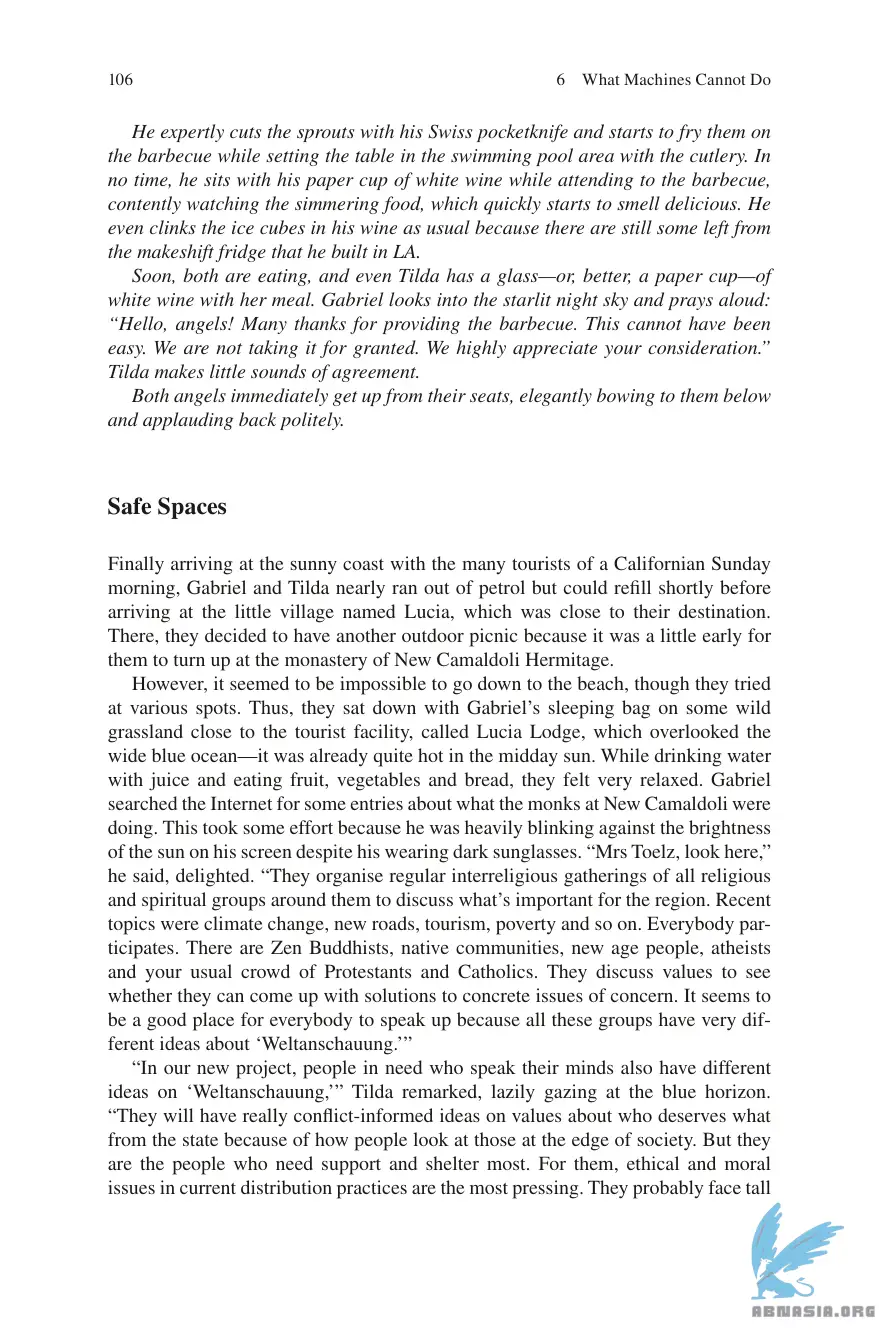 106
6 What Machines Cannot Do
He expertly cuts the sprouts with his Swiss pocketknife and starts to fry them on
the barbecue while setting the table in the swimming pool area with the cutlery. In
no time, he sits with his paper cup of white wine while attending to the barbecue,
contently watching the simmering food, which quickly starts to smell delicious. He
even clinks the ice cubes in his wine as usual because there are still some left from
the makeshift fridge that he built in LA.
Soon, both are eating, and even Tilda has a glass—or, better, a paper cup—of
white wine with her meal. Gabriel looks into the starlit night sky and prays aloud:
“Hello, angels! Many thanks for providing the barbecue. This cannot have been
easy. We are not taking it for granted. We highly appreciate your consideration.”
Tilda makes little sounds of agreement.
Both angels immediately get up from their seats, elegantly bowing to them below
and applauding back politely.
Safe Spaces
Finally arriving at the sunny coast with the many tourists of a Californian Sunday
morning, Gabriel and Tilda nearly ran out of petrol but could refill shortly before
arriving at the little village named Lucia, which was close to their destination.
There, they decided to have another outdoor picnic because it was a little early for
them to turn up at the monastery of New Camaldoli Hermitage.
However, it seemed to be impossible to go down to the beach, though they tried
at various spots. Thus, they sat down with Gabriel’s sleeping bag on some wild
grassland close to the tourist facility, called Lucia Lodge, which overlooked the
wide blue ocean—it was already quite hot in the midday sun. While drinking water
with juice and eating fruit, vegetables and bread, they felt very relaxed. Gabriel
searched the Internet for some entries about what the monks at New Camaldoli were
doing. This took some effort because he was heavily blinking against the brightness
of the sun on his screen despite his wearing dark sunglasses. “Mrs Toelz, look here,”
he said, delighted. “They organise regular interreligious gatherings of all religious
and spiritual groups around them to discuss what’s important for the region. Recent
topics were climate change, new roads, tourism, poverty and so on. Everybody par-
ticipates. There are Zen Buddhists, native communities, new age people, atheists
and your usual crowd of Protestants and Catholics. They discuss values to see
whether they can come up with solutions to concrete issues of concern. It seems to
be a good place for everybody to speak up because all these groups have very dif-
ferent ideas about ‘Weltanschauung.’”
“In our new project, people in need who speak their minds also have different
ideas on ‘Weltanschauung,’” Tilda remarked, lazily gazing at the blue horizon.
“They will have really conflict-informed ideas on values about who deserves what
from the state because of how people look at those at the edge of society. But they
are the people who need support and shelter most. For them, ethical and moral
issues in current distribution practices are the most pressing. They probably face tall
ABNASIA.ORG